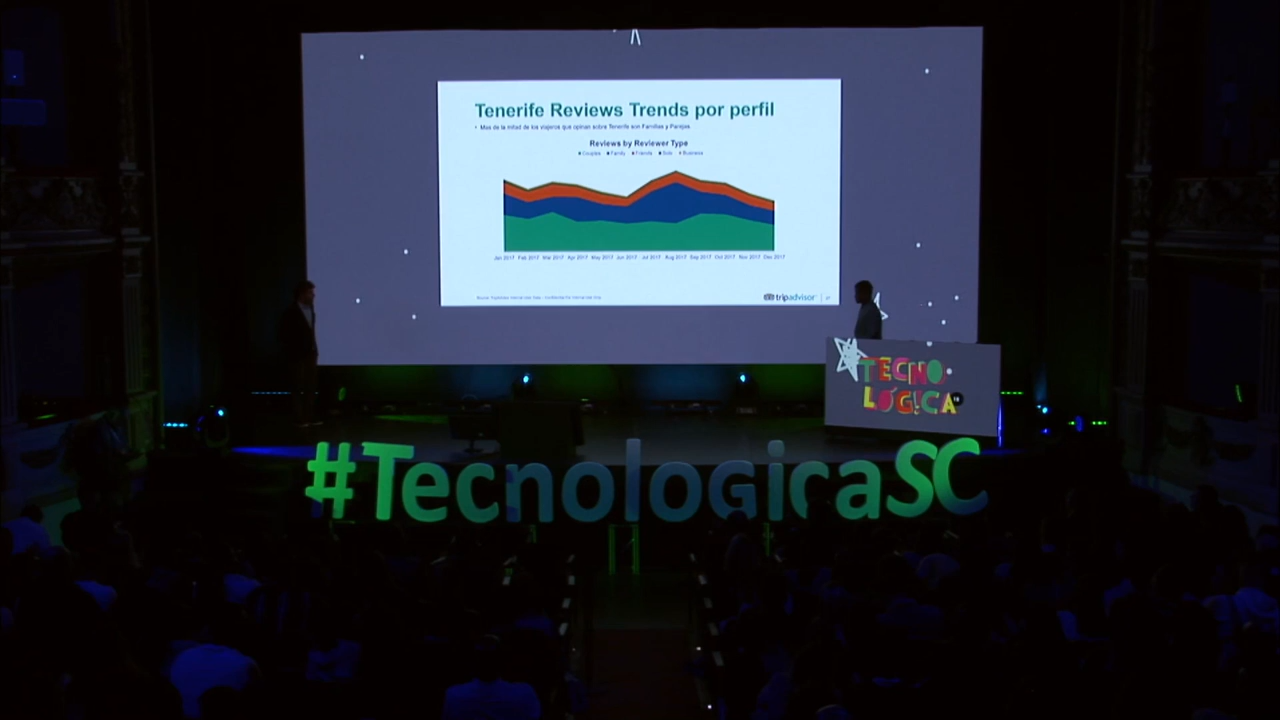 Tenerife Reviews Trends por perfil
• Mas de la mitad de los viajeros que opinan sobre Tenerife son Familias y Parejas
Reviews by Reviewer Type
Couples Family Friends Solo Business
Jan 2017 Feb 2017 Mar 2017 Apr 2017 May 2017 Jun 2017 Jul 2017 Aug 2017 Sep 2017 Oct 2017 Nov 2017 Dec 2017
tripadvisor
TECNO
LÓGICA
#TecnologicaSC